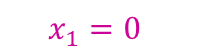 x₁ = 0